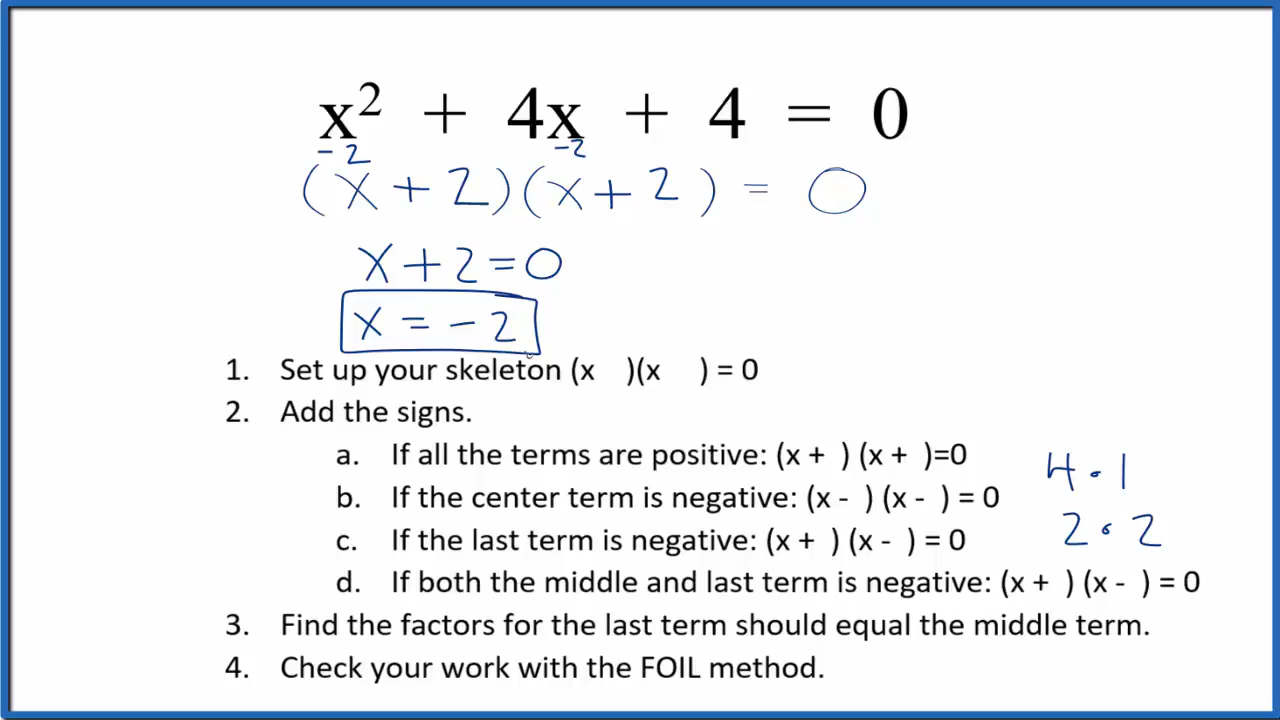 x² + 4x + 4 = 0
-2 -2
(x + 2)(x + 2) = 0
x + 2 = 0
x = -2
1. Set up your skeleton (x )(x ) = 0
2. Add the signs.
a. If all the terms are positive: (x + ) (x + )=0
4 · 1
b. If the center term is negative: (x - ) (x - ) = 0
2 · 2
c. If the last term is negative: (x + ) (x - ) = 0
d. If both the middle and last term is negative: (x + ) (x - ) = 0
3. Find the factors for the last term should equal the middle term.
4. Check your work with the FOIL method.